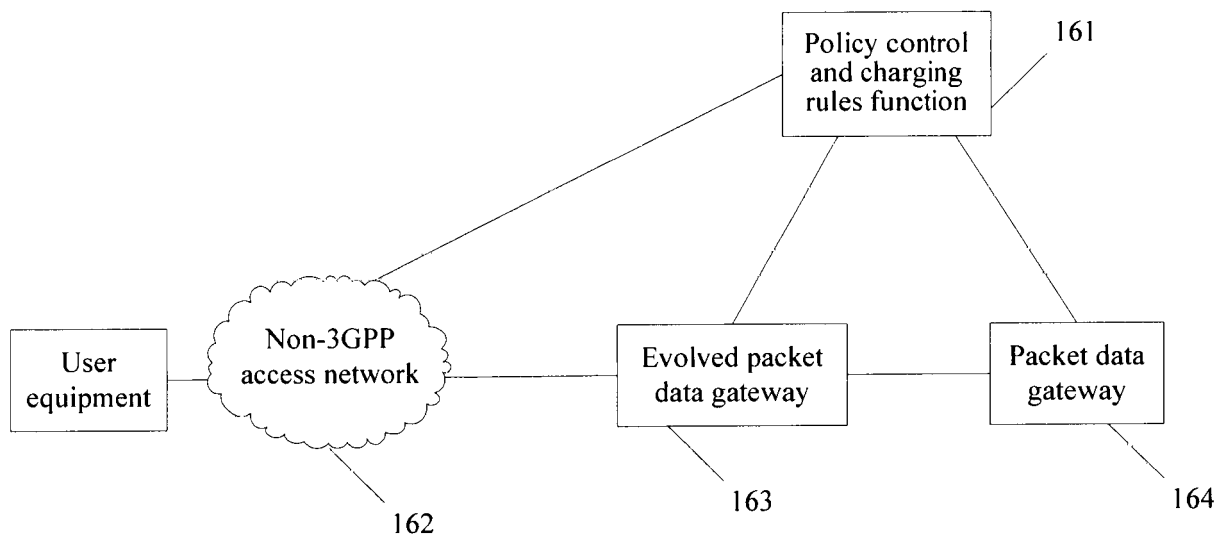 161
Policy control
and charging
rules function
Non-3GPP
access network
User
equipment
Evolved packet
data gateway
Packet data
gateway
162
163
164